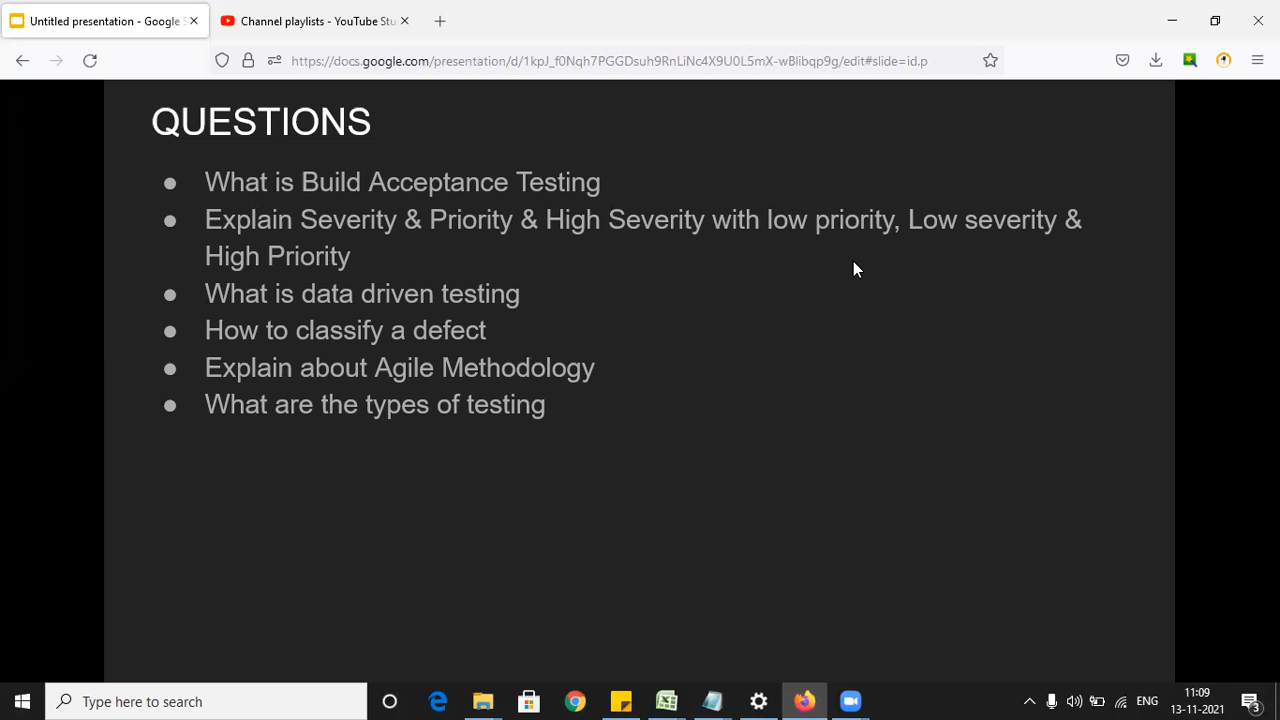 Untitled presentation - Google S
Channel playlists - YouTube Stu
https://docs.google.com/presentation/d/1kpJ_f0Nqh7PGGDsuh9RnLiNc4X9U0L5mX-wBlibqp9g/edit#slide=id.p
QUESTIONS
● What is Build Acceptance Testing
● Explain Severity & Priority & High Severity with low priority, Low severity &
High Priority
● What is data driven testing
● How to classify a defect
● Explain about Agile Methodology
● What are the types of testing
Type here to search
ENG
11:09
13-11-2021
3